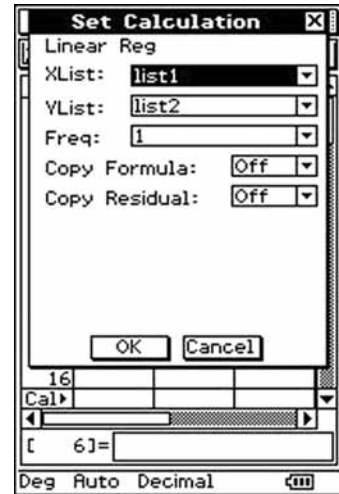 Set Calculation X
Linear Reg
XList: list1
YList: list2
Freq: 1
Copy Formula: Off
Copy Residual: Off
OK Cancel
16
Cal▸
[ 6]=
Deg Auto Decimal